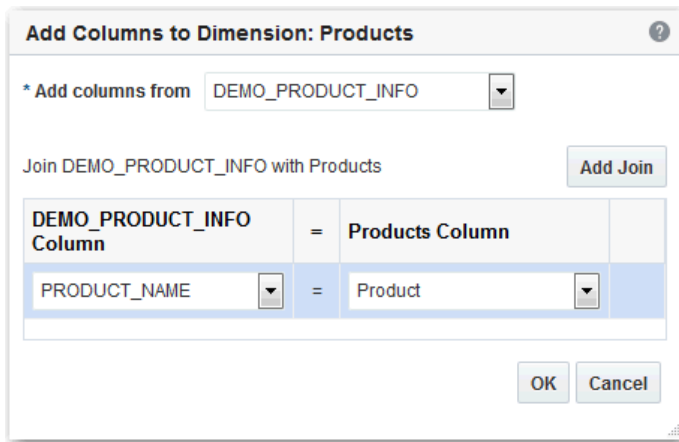 Add Columns to Dimension: Products ?
* Add columns from DEMO_PRODUCT_INFO
Join DEMO_PRODUCT_INFO with Products Add Join
DEMO_PRODUCT_INFO
Column = Products Column
PRODUCT_NAME = Product
OK Cancel